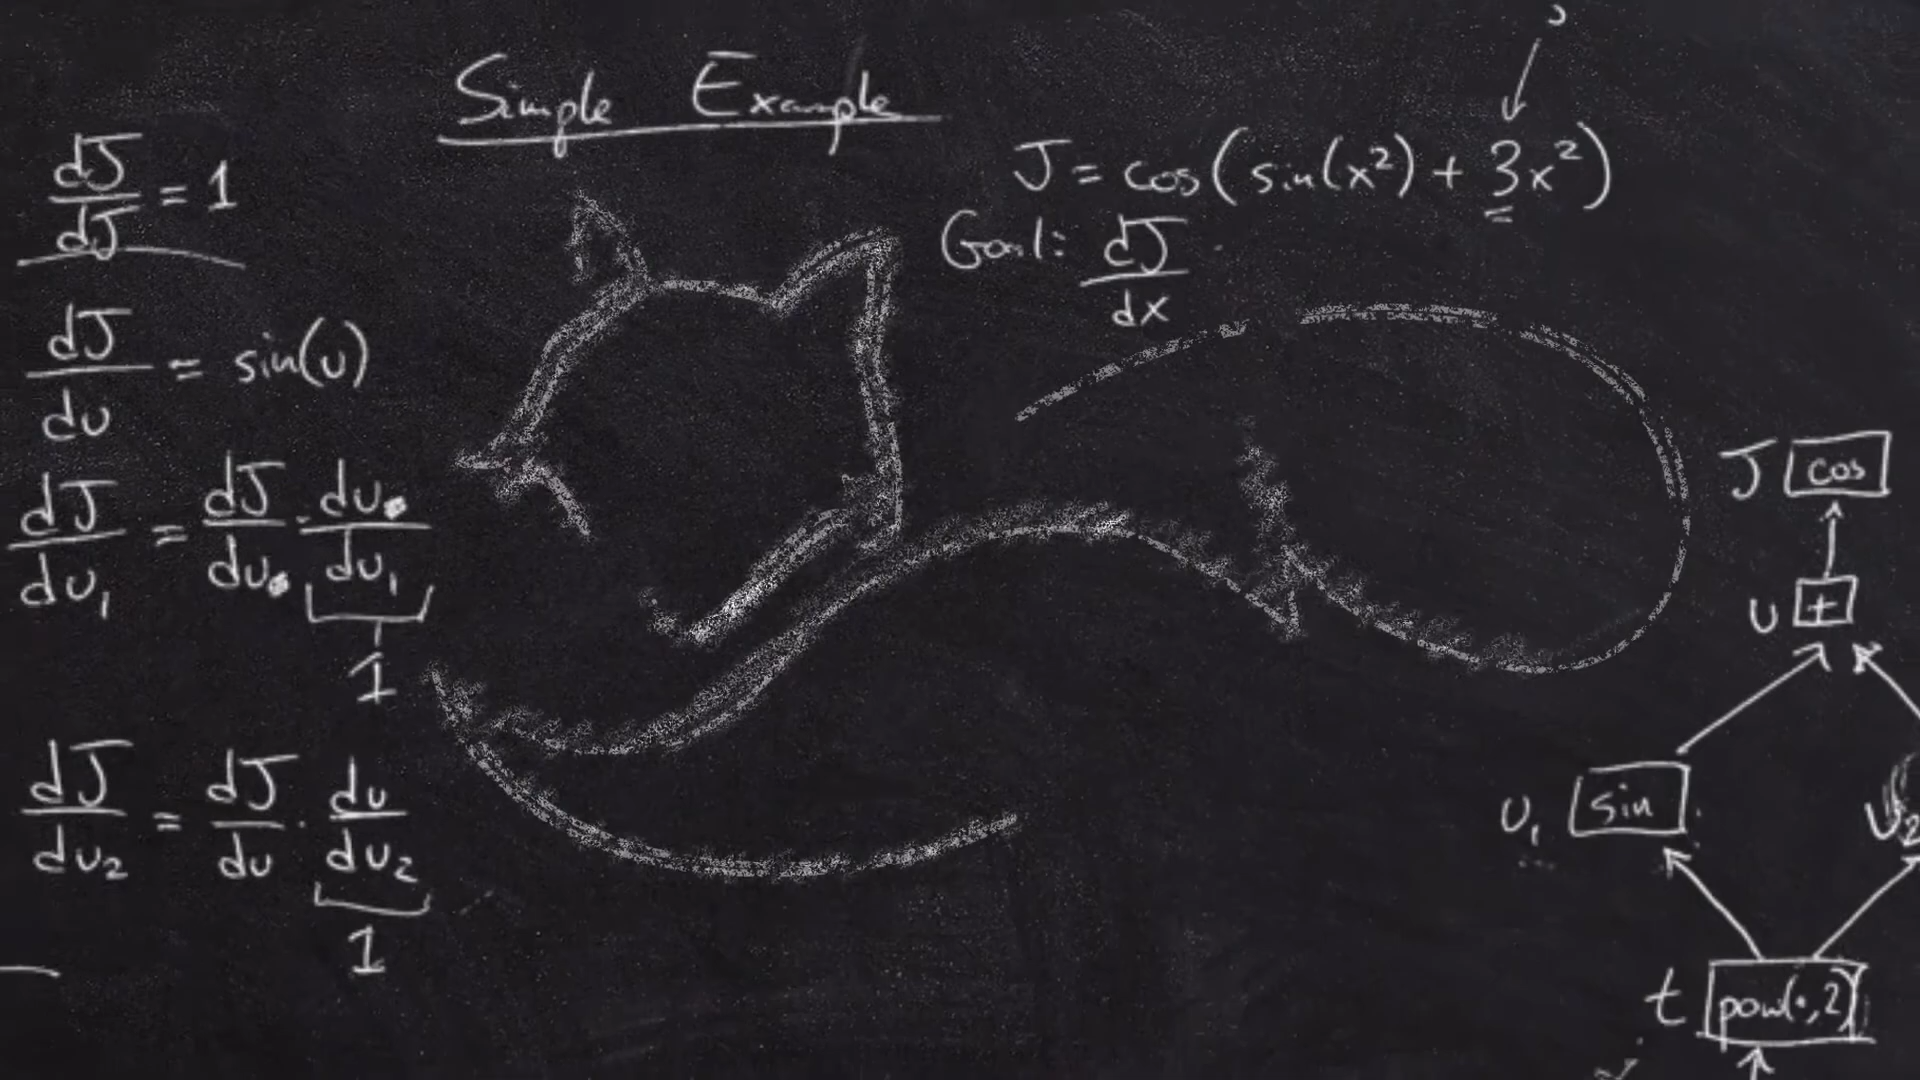 Simple Example
J = cos(sin(x²) + 3x²)
Goal: dJ/dx
dJ/dJ = 1
dJ/du = sin(u)
dJ/du₁ = dJ/du · du/du₁
1
dJ/du₂ = dJ/du · du/du₂
1
J cos
u +
u₁ sin
u₂
t pow(·,2)